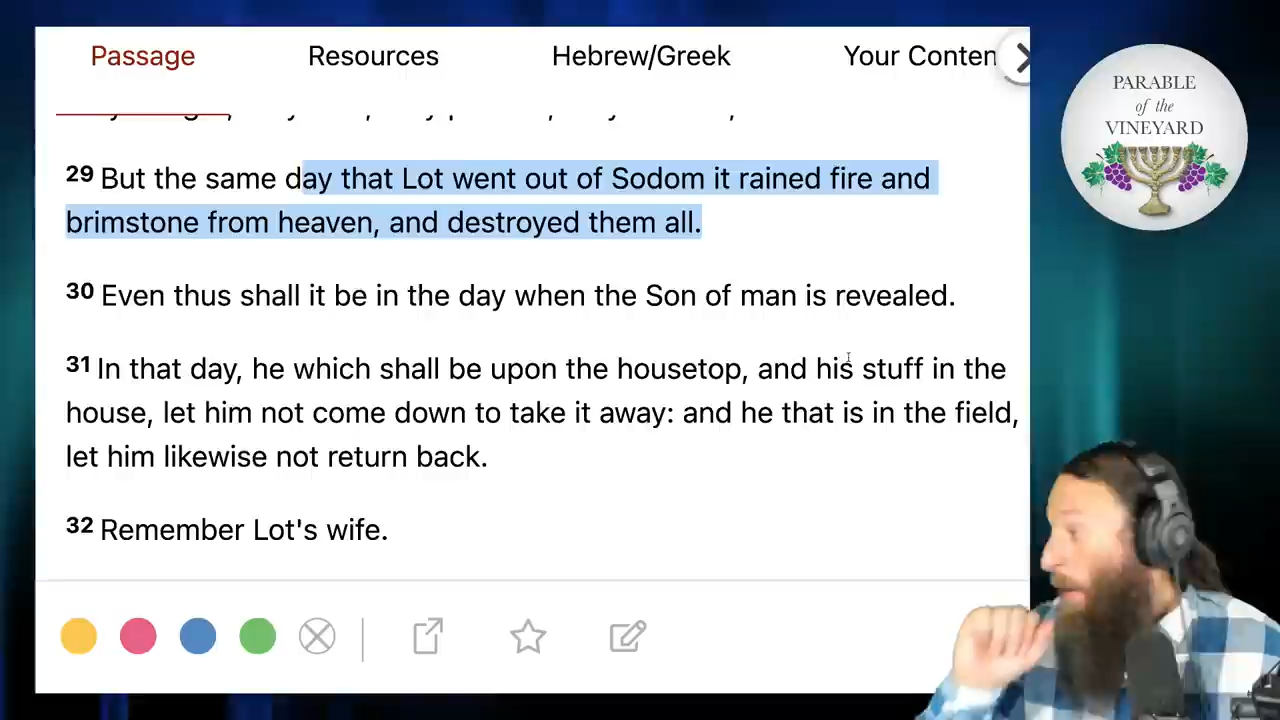 Passage Resources Hebrew/Greek Your Conten
PARABLE
of the
VINEYARD
29 But the same day that Lot went out of Sodom it rained fire and
brimstone from heaven, and destroyed them all.
30 Even thus shall it be in the day when the Son of man is revealed.
31 In that day, he which shall be upon the housetop, and his stuff in the
house, let him not come down to take it away: and he that is in the field,
let him likewise not return back.
32 Remember Lot's wife.